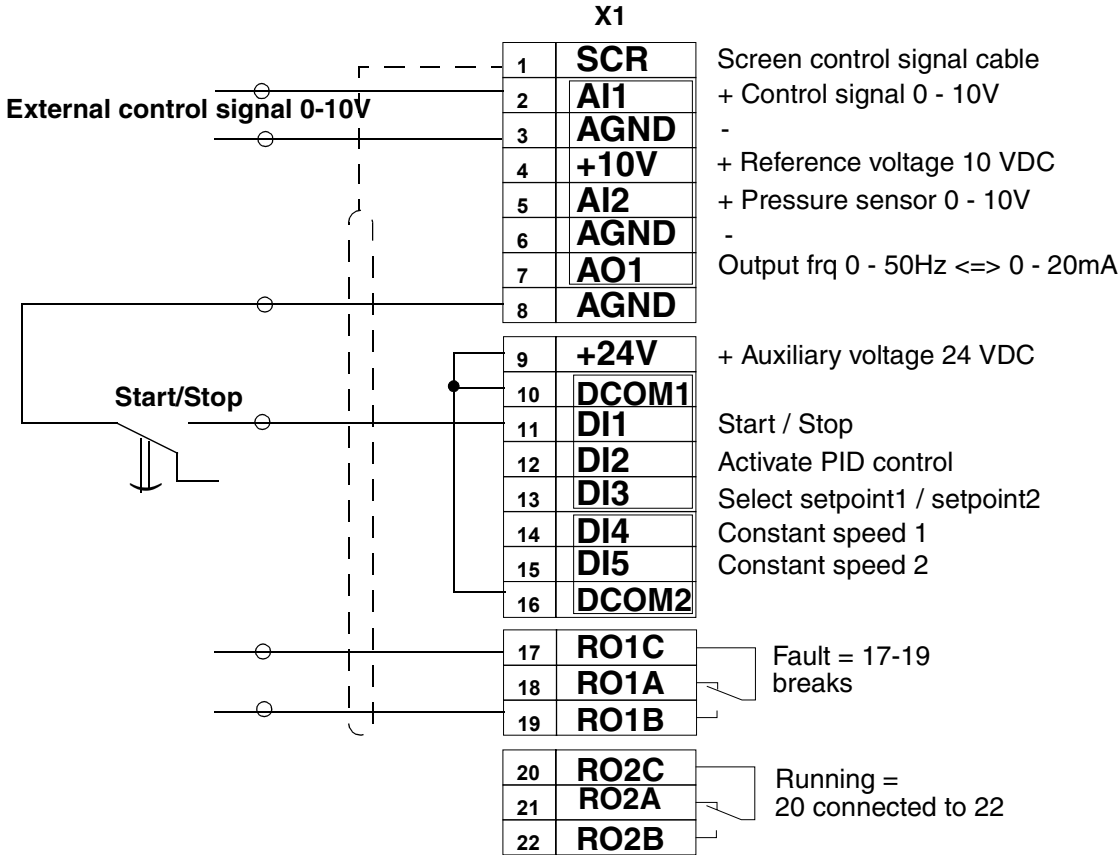 X1
1 SCR Screen control signal cable
2 AI1 + Control signal 0 - 10V
External control signal 0-10V
3 AGND -
4 +10V + Reference voltage 10 VDC
5 AI2 + Pressure sensor 0 - 10V
6 AGND -
7 AO1 Output frq 0 - 50Hz <=> 0 - 20mA
8 AGND
9 +24V + Auxiliary voltage 24 VDC
10 DCOM1
Start/Stop
11 DI1 Start / Stop
12 DI2 Activate PID control
13 DI3 Select setpoint1 / setpoint2
14 DI4 Constant speed 1
15 DI5 Constant speed 2
16 DCOM2
17 RO1C Fault = 17-19
18 RO1A breaks
19 RO1B
20 RO2C Running =
21 RO2A 20 connected to 22
22 RO2B